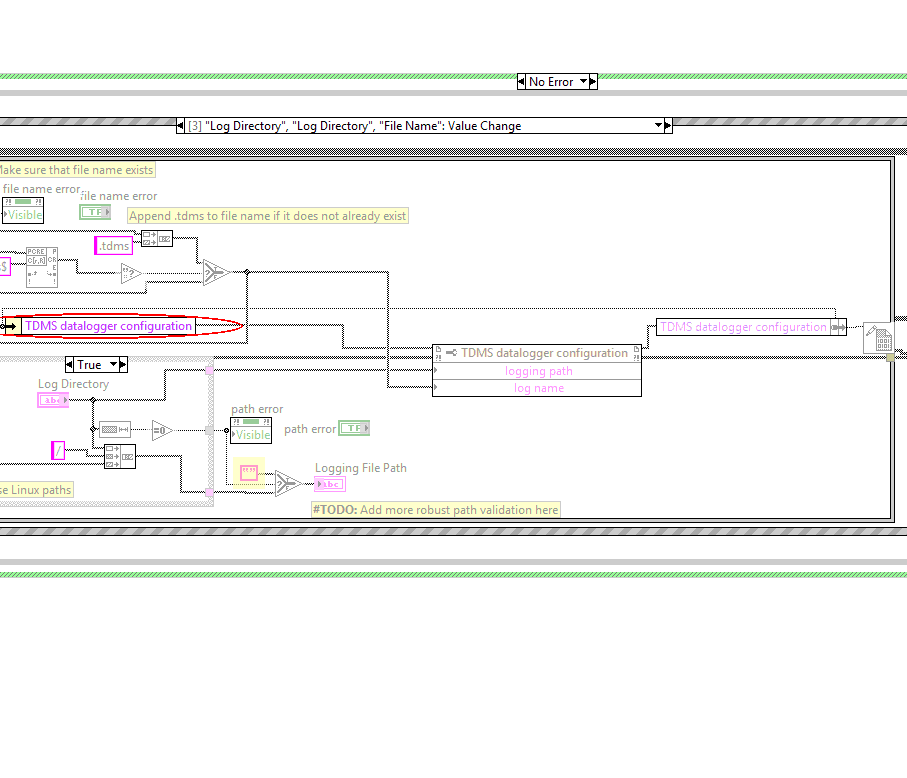 No Error
[3] "Log Directory", "Log Directory", "File Name": Value Change
Make sure that file name exists
file name error
file name error
Visible
TF
Append .tdms to file name if it does not already exist
.tdms
PCRE
TDMS datalogger configuration
TDMS datalogger configuration
TDMS datalogger configuration
logging path
log name
True
Log Directory
abc
=0
/
path error
Visible
path error
TF
Logging File Path
abc
se Linux paths
#TODO: Add more robust path validation here